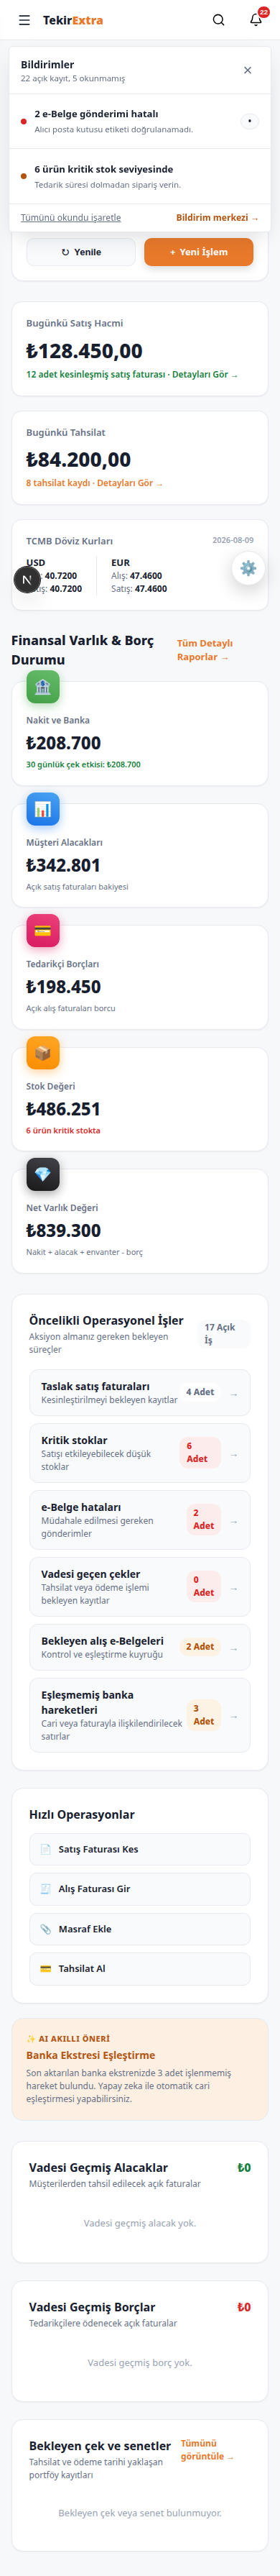 TekirExtra
22
Bildirimler
22 açık kayıt, 5 okunmamış
2 e-Belge gönderimi hatalı
Alıcı posta kutusu etiketi doğrulanamadı.
6 ürün kritik stok seviyesinde
Tedarik süresi dolmadan sipariş verin.
Tümünü okundu işaretle
Bildirim merkezi →
↻ Yenile
+ Yeni İşlem
Bugünkü Satış Hacmi
₺128.450,00
12 adet kesinleşmiş satış faturası · Detayları Gör →
Bugünkü Tahsilat
₺84.200,00
8 tahsilat kaydı · Detayları Gör →
TCMB Döviz Kurları
2026-08-09
USD
40.7200
40.7200
N
EUR
Alış: 47.4600
Satış: 47.4600
Finansal Varlık & Borç
Durumu
Tüm Detaylı
Raporlar →
Nakit ve Banka
₺208.700
30 günlük çek etkisi: ₺208.700
Müşteri Alacakları
₺342.801
Açık satış faturaları bakiyesi
Tedarikçi Borçları
₺198.450
Açık alış faturaları borcu
Stok Değeri
₺486.251
6 ürün kritik stokta
Net Varlık Değeri
₺839.300
Nakit + alacak + envanter - borç
Öncelikli Operasyonel İşler
Aksiyon almanız gereken bekleyen
süreçler
17 Açık
İş
Taslak satış faturaları
Kesinleştirilmeyi bekleyen kayıtlar
4 Adet →
Kritik stoklar
Satışı etkileyebilecek düşük
stoklar
6
Adet →
e-Belge hataları
Müdahale edilmesi gereken
gönderimler
2
Adet →
Vadesi geçen çekler
Tahsilat veya ödeme işlemi
bekleyen kayıtlar
0
Adet →
Bekleyen alış e-Belgeleri
Kontrol ve eşleştirme kuyruğu
2 Adet →
Eşleşmemiş banka
hareketleri
Cari veya faturayla ilişkilendirilecek
satırlar
3
Adet →
Hızlı Operasyonlar
Satış Faturası Kes
Alış Faturası Gir
Masraf Ekle
Tahsilat Al
✨ AI AKILLI ÖNERİ
Banka Ekstresi Eşleştirme
Son aktarılan banka ekstrenizde 3 adet işlenmemiş
hareket bulundu. Yapay zeka ile otomatik cari
eşleştirmesi yapabilirsiniz.
Vadesi Geçmiş Alacaklar
₺0
Müşterilerden tahsil edilecek açık faturalar
Vadesi geçmiş alacak yok.
Vadesi Geçmiş Borçlar
₺0
Tedarikçilere ödenecek açık faturalar
Vadesi geçmiş borç yok.
Bekleyen çek ve senetler
Tümünü
görüntüle →
Tahsilat ve ödeme tarihi yaklaşan
portföy kayıtları
Bekleyen çek veya senet bulunmuyor.